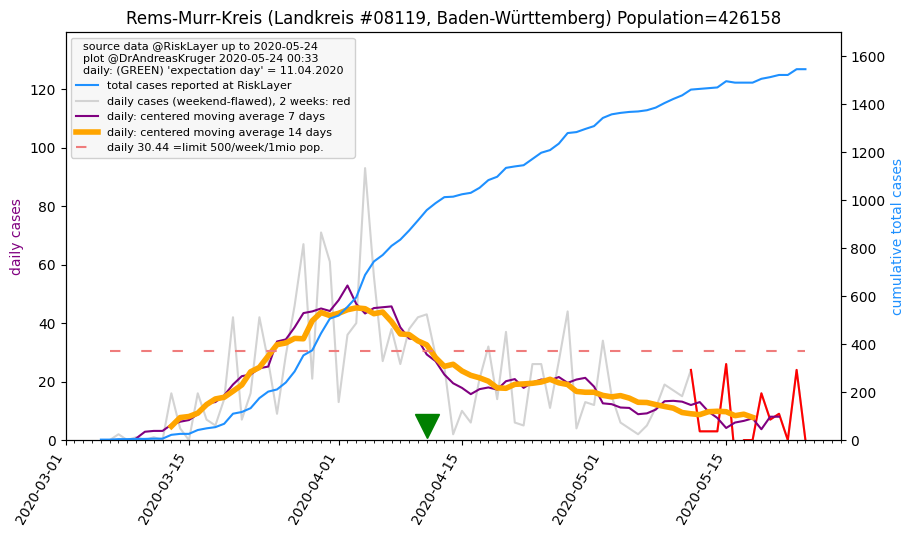 Rems-Murr-Kreis (Landkreis #08119, Baden-Württemberg) Population=426158
source data @RiskLayer up to 2020-05-24
plot @DrAndreasKruger 2020-05-24 00:33
daily: (GREEN) 'expectation day' = 11.04.2020
total cases reported at RiskLayer
daily cases (weekend-flawed), 2 weeks: red
daily: centered moving average 7 days
daily: centered moving average 14 days
daily 30.44 =limit 500/week/1mio pop.
daily cases
120
100
80
60
40
20
0
1600
1400
1200
1000
800
600
400
200
0
cumulative total cases
2020-03-01
2020-03-15
2020-04-01
2020-04-15
2020-05-01
2020-05-15